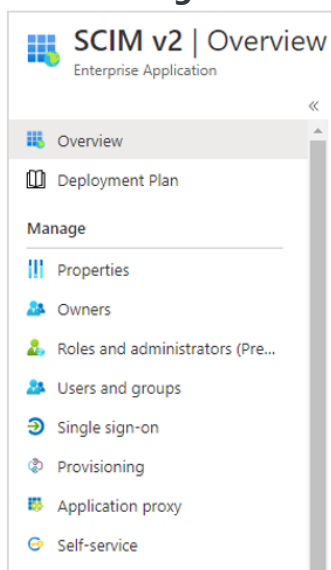 SCIM v2 | Overview
Enterprise Application
«
Overview
Deployment Plan
Manage
Properties
Owners
Roles and administrators (Pre...
Users and groups
Single sign-on
Provisioning
Application proxy
Self-service